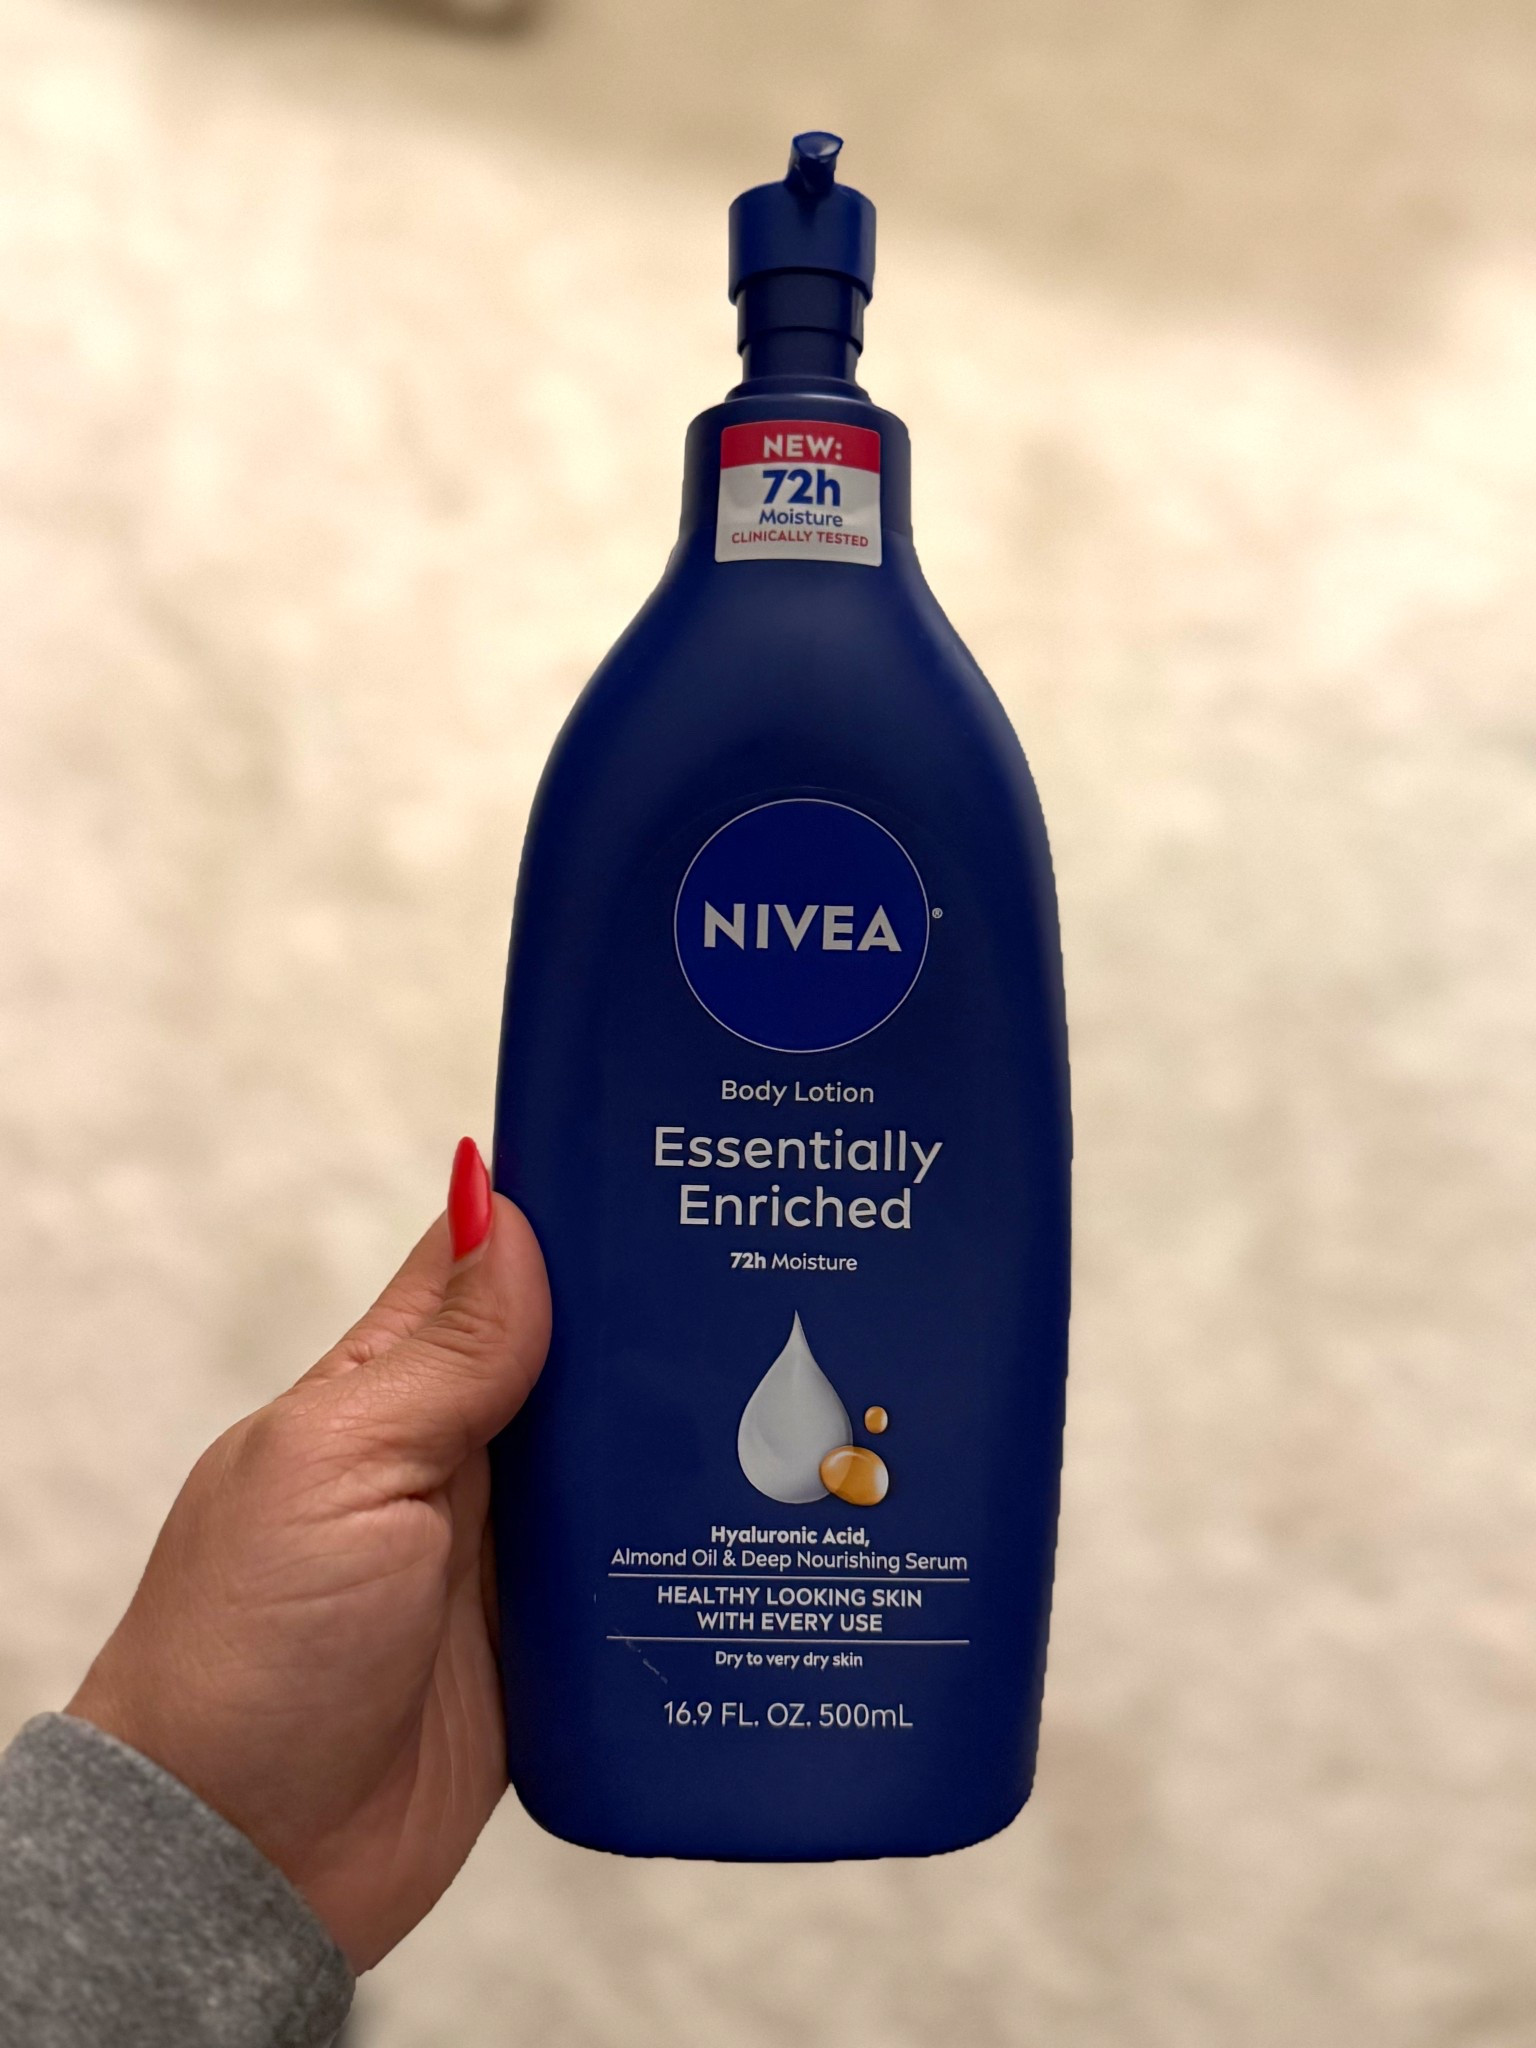 NEW:
72h
Moisture
CLINICALLY TESTED
NIVEA®
Body Lotion
Essentially
Enriched
72h Moisture
Hyaluronic Acid,
Almond Oil & Deep Nourishing Serum
HEALTHY LOOKING SKIN
WITH EVERY USE
Dry to very dry skin
16.9 FL. OZ. 500mL